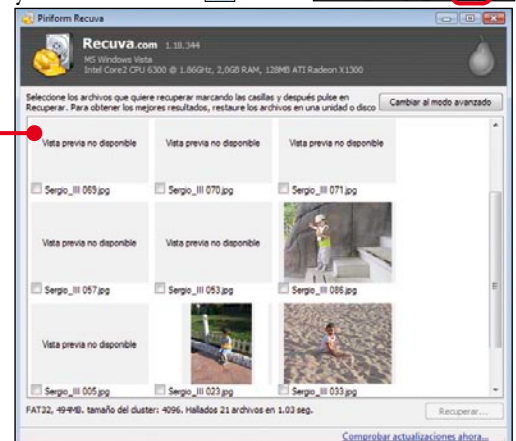 y
Piriform Recuva
Recuva.com 1.18.344
MS Windows Vista
Intel Core2 CPU 6300 @ 1.86GHz, 2,0GB RAM, 128MB ATI Radeon X1300
Seleccione los archivos que quiere recuperar marcando las casillas y después pulse en
Recuperar. Para obtener los mejores resultados, restaure los archivos en una unidad o disco
Cambiar al modo avanzado
Vista previa no disponible Vista previa no disponible Vista previa no disponible
Sergio_III 069.jpg Sergio_III 070.jpg Sergio_III 071.jpg
Vista previa no disponible Vista previa no disponible
Sergio_III 057.jpg Sergio_III 053.jpg Sergio_III 086.jpg
Vista previa no disponible
Sergio_III 005.jpg Sergio_III 023.jpg Sergio_III 033.jpg
FAT32, 494MB. tamaño del cluster: 4096. Hallados 21 archivos en 1.03 seg.
Recuperar...
Comprobar actualizaciones ahora...